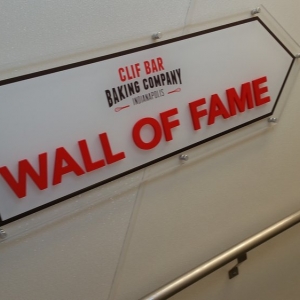 CLIF BAR
BAKING COMPANY
INDIANAPOLIS
WALL OF FAME